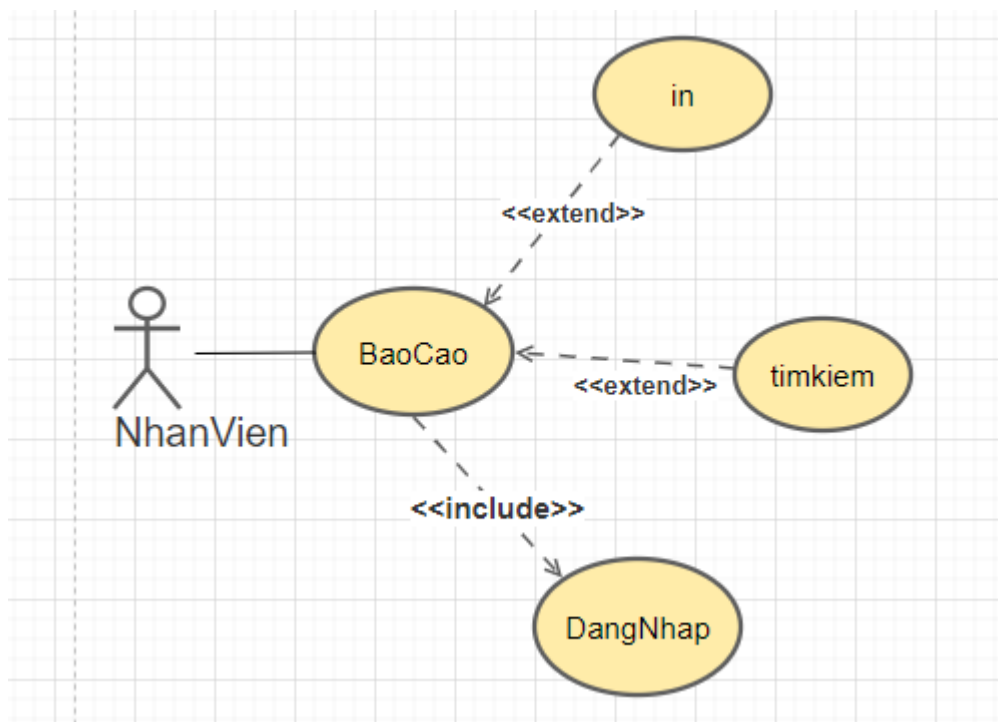 in
<<extend>>
BaoCao
timkiem
<<extend>>
NhanVien
<<include>>
DangNhap